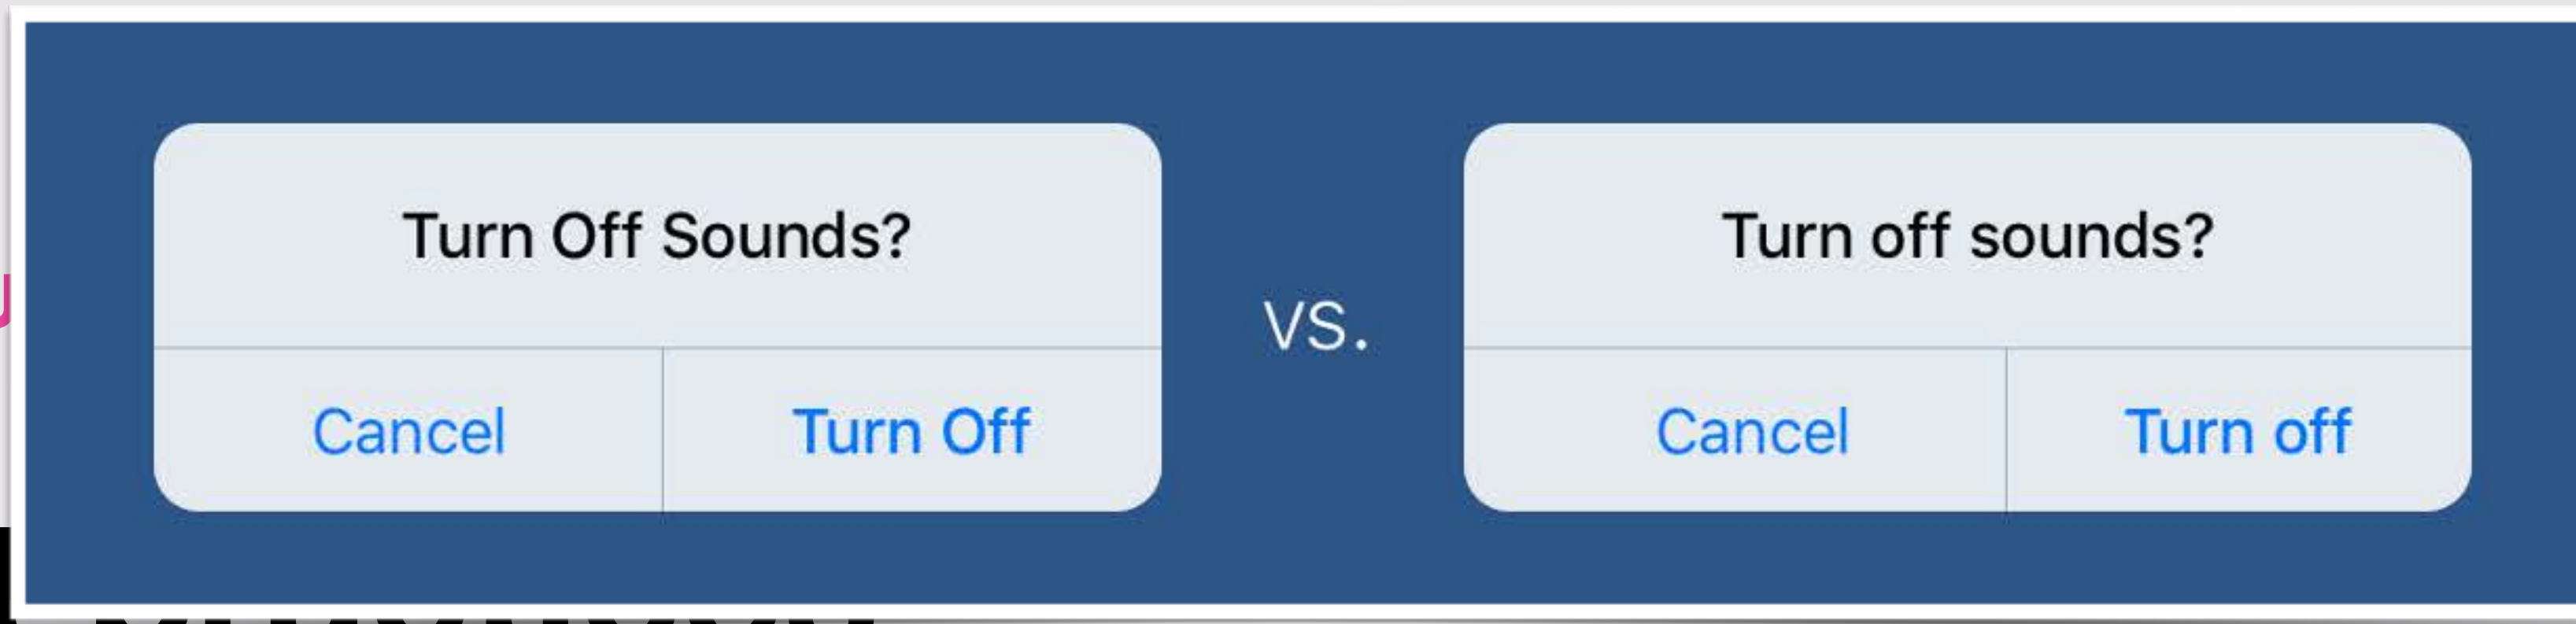 Turn Off Sounds?
Cancel Turn Off
vs.
Turn off sounds?
Cancel Turn off